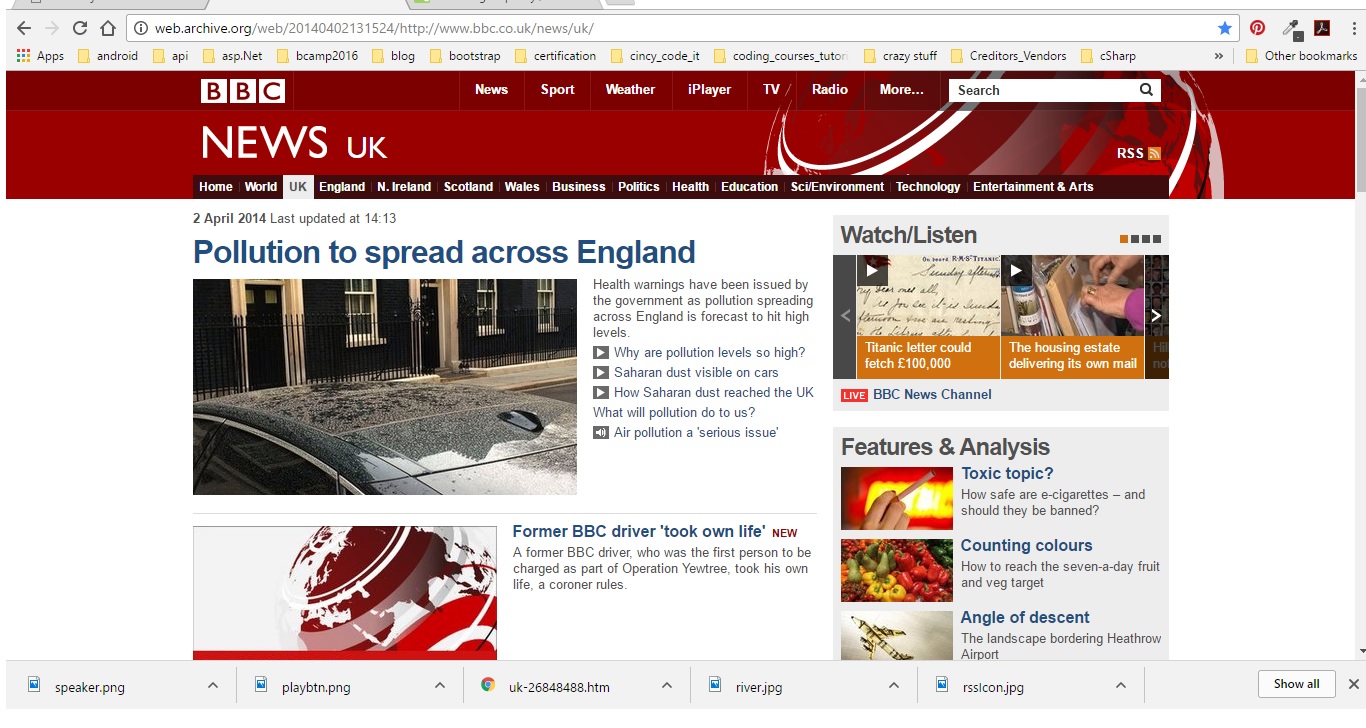 web.archive.org/web/20140402131524/http://www.bbc.co.uk/news/uk/
Apps android api asp.Net bcamp2016 blog bootstrap certification cincy_code_it coding_courses_tutori crazy stuff Creditors_Vendors cSharp » Other bookmarks
BBC News Sport Weather iPlayer TV Radio More... Search
NEWS UK
RSS
Home World UK England N. Ireland Scotland Wales Business Politics Health Education Sci/Environment Technology Entertainment & Arts
2 April 2014 Last updated at 14:13
Pollution to spread across England
Health warnings have been issued by
the government as pollution spreading
across England is forecast to hit high
levels.
Why are pollution levels so high?
Saharan dust visible on cars
How Saharan dust reached the UK
What will pollution do to us?
Air pollution a 'serious issue'
Former BBC driver 'took own life' NEW
A former BBC driver, who was the first person to be
charged as part of Operation Yewtree, took his own
life, a coroner rules.
Watch/Listen
On board R·M·S·TITANIC
Sunday aftern
Titanic letter could
fetch £100,000
The housing estate
delivering its own mail
LIVE BBC News Channel
Features & Analysis
Toxic topic?
How safe are e-cigarettes – and
should they be banned?
Counting colours
How to reach the seven-a-day fruit
and veg target
Angle of descent
The landscape bordering Heathrow
Airport
speaker.png playbtn.png uk-26848488.htm river.jpg rssIcon.jpg Show all